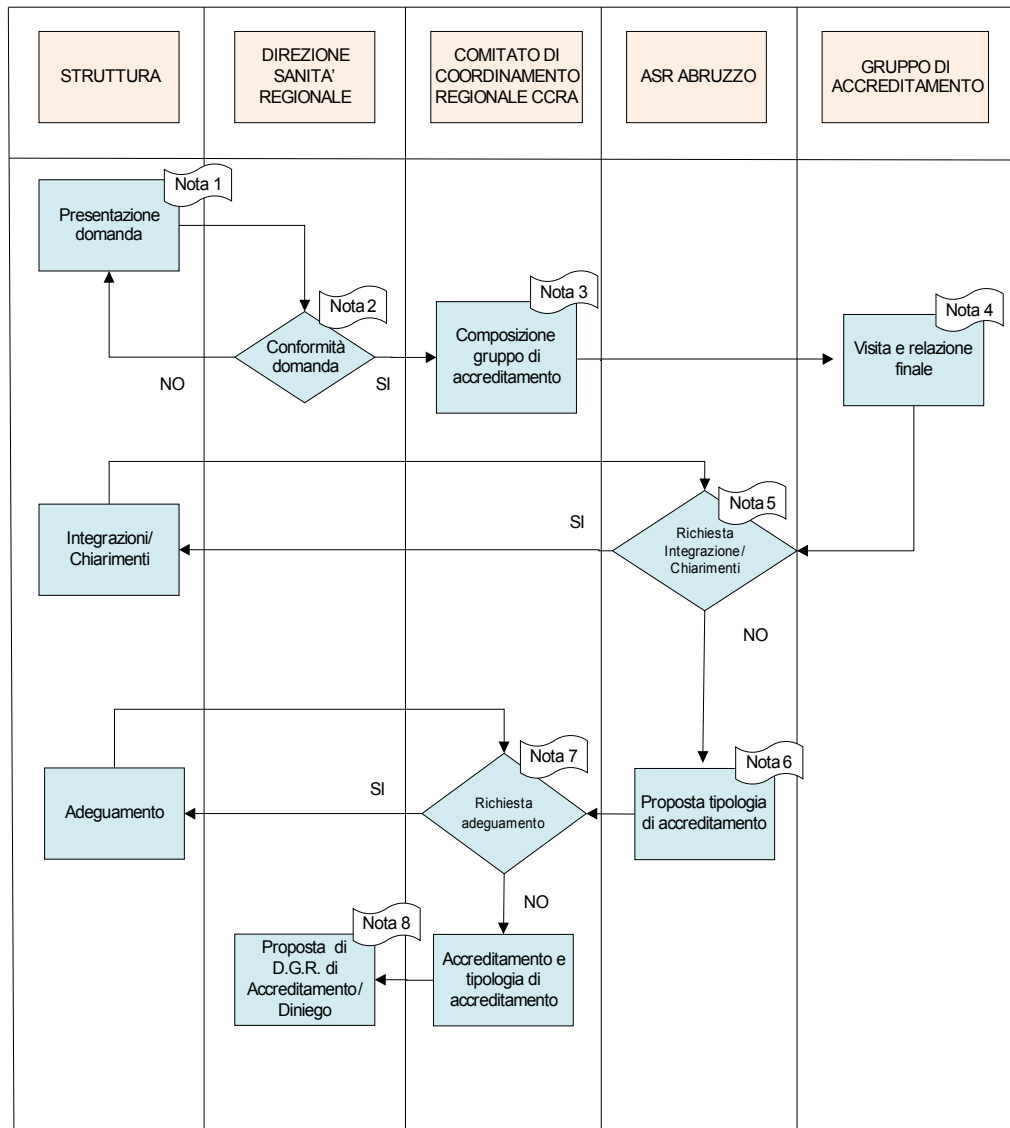 STRUTTURA
DIREZIONE
SANITA'
REGIONALE
COMITATO DI
COORDINAMENTO
REGIONALE CCRA
ASR ABRUZZO
GRUPPO DI
ACCREDITAMENTO
Nota 1
Presentazione
domanda
Nota 2
Conformità
domanda
NO
SI
Nota 3
Composizione
gruppo di
accreditamento
Nota 4
Visita e relazione
finale
Nota 5
Richiesta
Integrazione/
Chiarimenti
SI
NO
Integrazioni/
Chiarimenti
Nota 6
Proposta tipologia
di accreditamento
Nota 7
Richiesta
adeguamento
SI
NO
Adeguamento
Accreditamento e
tipologia di
accreditamento
Nota 8
Proposta di
D.G.R. di
Accreditamento/
Diniego